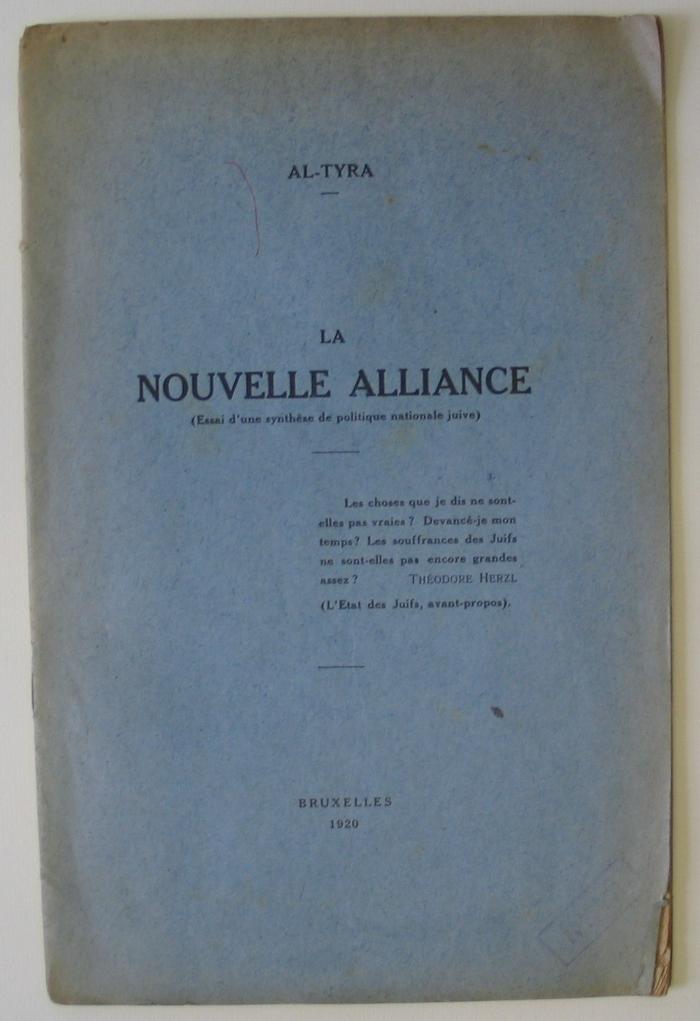 AL-TYRA
LA
NOUVELLE ALLIANCE
(Essai d'une synthèse de politique nationale juive)
Les choses que je dis ne sont-
elles pas vraies ? Devancé-je mon
temps? Les souffrances des Juifs
ne sont-elles pas encore grandes
assez ? THÉODORE HERZL
(L'Etat des Juifs, avant-propos).
BRUXELLES
1920